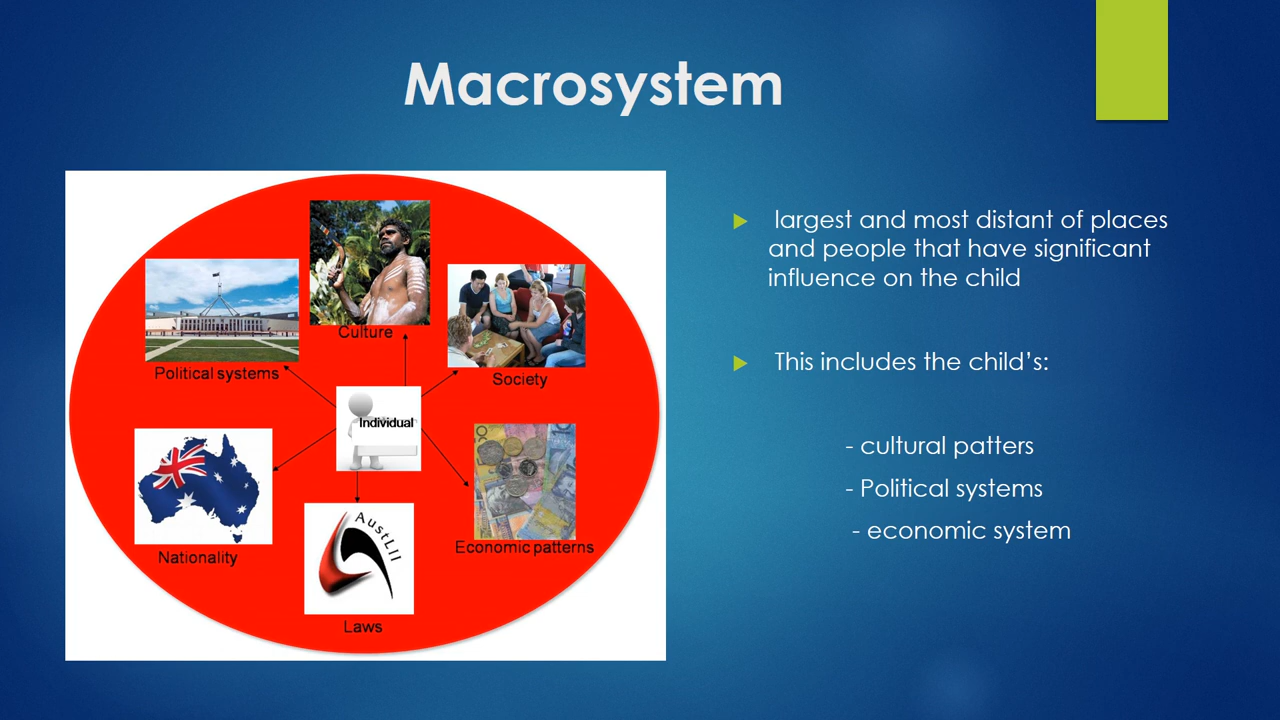 Macrosystem
largest and most distant of places
and people that have significant
influence on the child
This includes the child’s:
- cultural patters
- Political systems
- economic system
Culture
Political systems
Society
Individual
Nationality
Economic patterns
AustLII
Laws